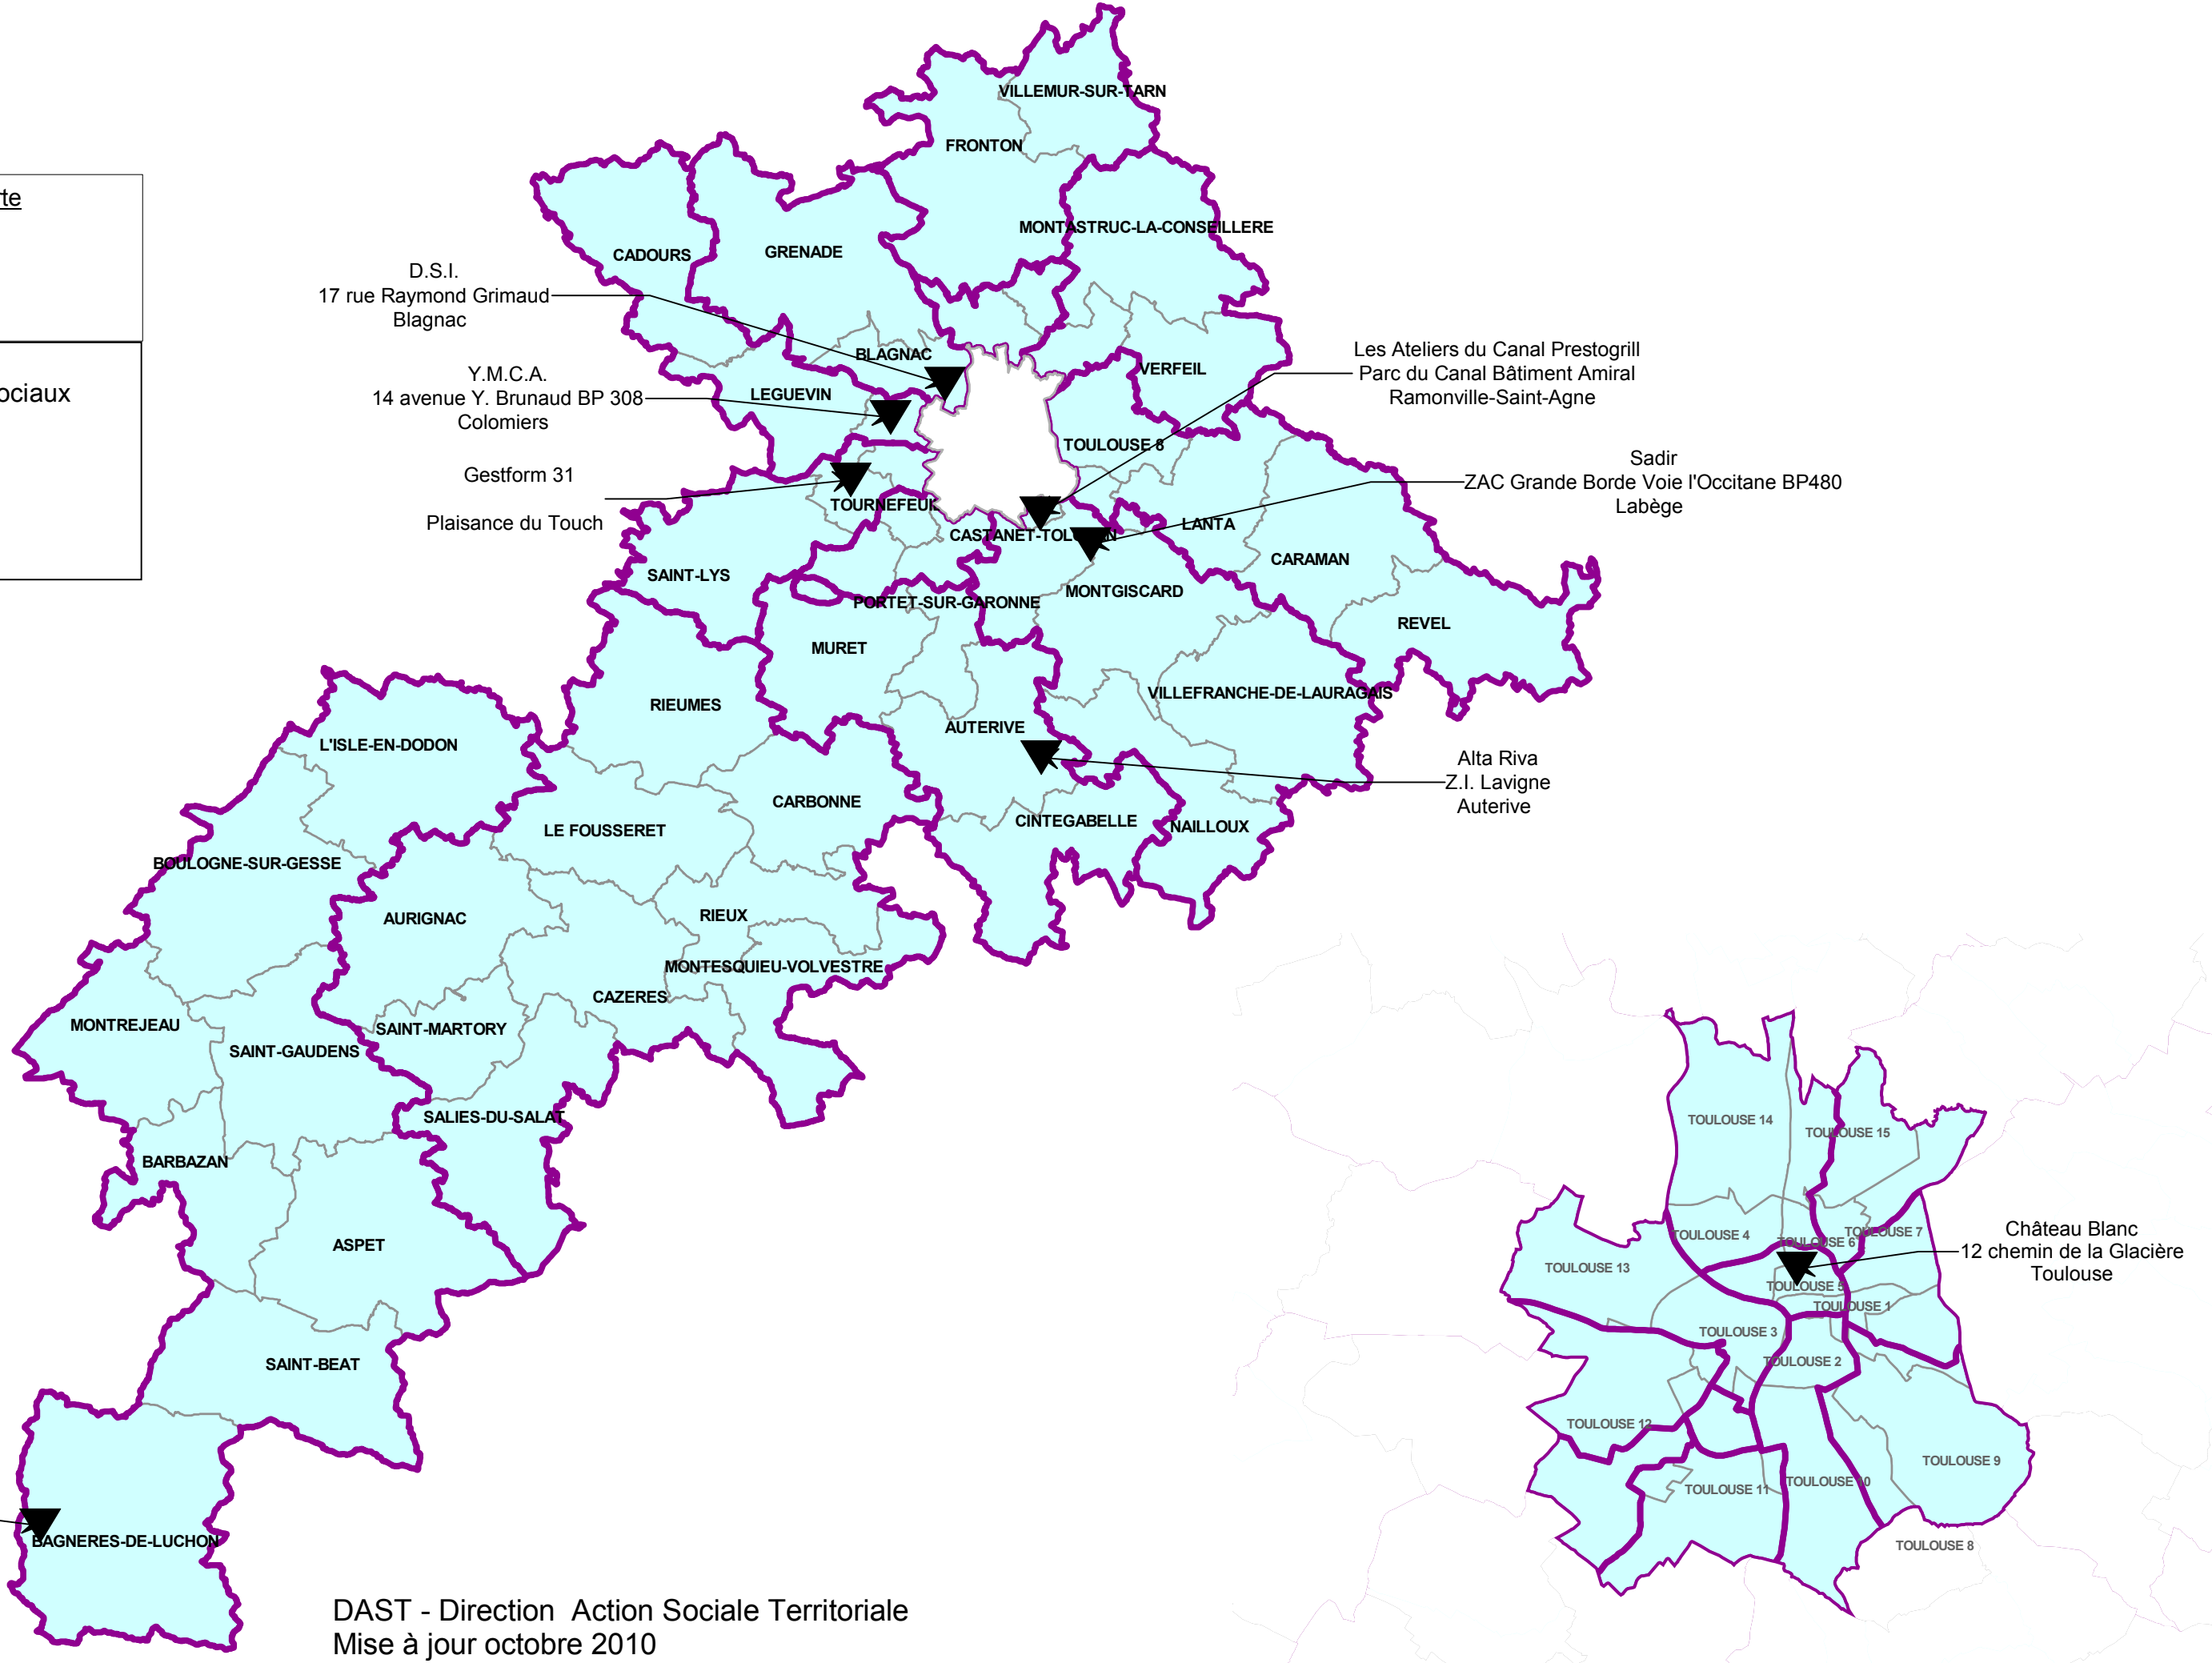 te
ociaux
VILLEMUR-SUR-TARN
FRONTON
MONTASTRUC-LA-CONSEILLERE
CADOURS
GRENADE
D.S.I.
17 rue Raymond Grimaud
Blagnac
BLAGNAC
VERFEIL
Les Ateliers du Canal Prestogrill
Parc du Canal Bâtiment Amiral
Ramonville-Saint-Agne
Y.M.C.A.
14 avenue Y. Brunaud BP 308
Colomiers
LEGUEVIN
TOULOUSE 8
Gestform 31
Plaisance du Touch
Sadir
ZAC Grande Borde Voie l'Occitane BP480
Labège
TOURNEFEUI
LANTA
CARAMAN
SAINT-LYS
MONTGISCARD
PORTET-SUR-GARONNE
REVEL
MURET
RIEUMES
VILLEFRANCHE-DE-LAURAGAIS
AUTERIVE
L'ISLE-EN-DODON
Alta Riva
Z.I. Lavigne
Auterive
CARBONNE
LE FOUSSERET
CINTEGABELLE
NAILLOUX
BOULOGNE-SUR-GESSE
AURIGNAC
RIEUX
MONTESQUIEU-VOLVESTRE
CAZERES
MONTREJEAU
SAINT-MARTORY
SAINT-GAUDENS
SALIES-DU-SALAT
BARBAZAN
ASPET
SAINT-BEAT
BAGNERES-DE-LUCHON
TOULOUSE 14
TOULOUSE 15
TOULOUSE 4
TOULOUSE 6
TOULOUSE 7
Château Blanc
12 chemin de la Glacière
Toulouse
TOULOUSE 13
TOULOUSE 5
TOULOUSE 1
TOULOUSE 3
TOULOUSE 2
TOULOUSE 12
TOULOUSE 9
TOULOUSE 11
TOULOUSE 10
TOULOUSE 8
DAST - Direction Action Sociale Territoriale
Mise à jour octobre 2010